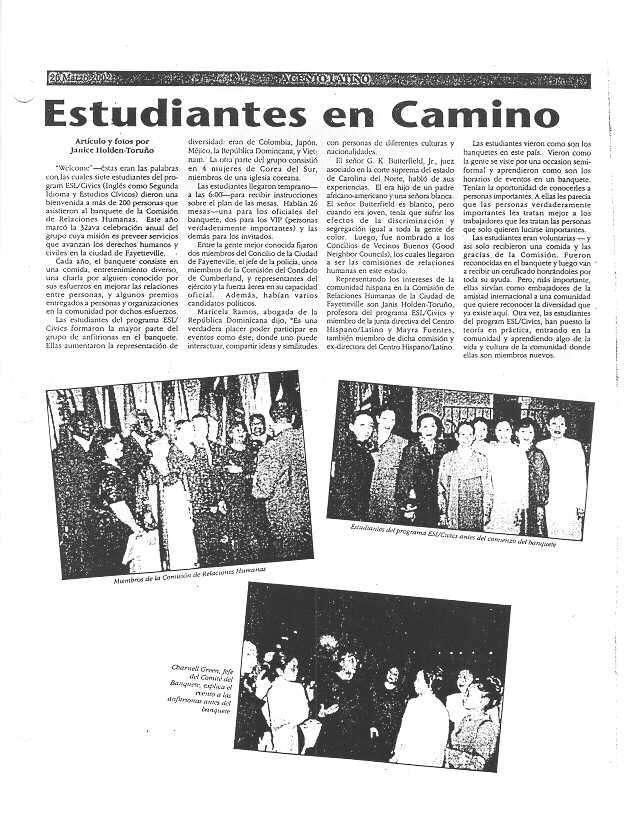 26 Marzo 2002
ACENTO LATINO
Estudiantes en Camino
Artículo y fotos por
Janice Holden-Toruño
"Welcome"—éstas eran las palabras
con las cuales siete estudiantes del pro-
gram ESL/Civics (Inglés como Segunda
Idioma y Estudios Cívicos) dieron una
bienvenida a más de 200 personas que
asistieron al banquete de la Comisión
de Relaciones Humanas. Este año
marcó la 32ava celebración anual del
grupo cuya misión es preveer servicios
que avanzan los derechos humanos y
civiles en la ciudad de Fayetteville.
Cada año, el banquete consiste en
una comida, entretenimiento diverso,
una charla por alguien conocido por
sus esfuerzos en mejorar las relaciones
entre personas, y algunos premios
entregados a personas y organizaciones
en la comunidad por dichos esfuerzos.
Las estudiantes del programa ESL/
Civics formaron la mayor parte del
grupo de anfitrionas en el banquete.
Ellas aumentaron la representación de
diversidad: eran de Colombia, Japón,
Méjico, la República Dominicana, y Viet-
nam. La otra parte del grupo consistió
en 4 mujeres de Corea del Sur,
miembros de una iglesia coreana.
Las estudiantes llegaron temprano—
a las 6:00—para recibir instrucciones
sobre el plan de las mesas. Habían 26
mesas—una para los oficiales del
banquete, dos para los VIP (personas
verdaderamente importantes) y las
demás para los invitados.
Entre la gente mejor conocida fijaron
dos miembros del Concilio de la Ciudad
de Fayetteville, el jefe de la policía, unos
miembros de la Comisión del Condado
de Cumberland, y representantes del
ejército y la fuerza áerea en su capacidad
oficial. Además, habían varios
candidatos políticos.
Maricela Ramos, abogada de la
República Dominicana dijo, "Es una
verdadera placer poder participar en
eventos como éste; donde uno puede
interactuar, compartir ideas y similitudes
con personas de diferentes culturas y
nacionalidades.
El señor G. K. Butterfield, Jr., juez
asociado en la corte suprema del estado
de Carolina del Norte, habló de sus
experiencias. El era hijo de un padre
africano-americano y una señora blanca.
El señor Butterfield es blanco, pero
cuando era joven, tenía que sufrir los
efectos de la discriminación y
segregación igual a toda la gente de
color. Luego, fue nombrado a los
Concilios de Vecinos Buenos (Good
Neighbor Councils), los cuales llegaron
a ser las comisiones de relaciones
humanas en este estado.
Representando los intereses de la
comunidad hispana en la Comisión de
Relaciones Humanas de la Ciudad de
Fayetteville son Janis Holden-Toruño,
profesora del programa ESL/Civics y
miembro de la junta directiva del Centro
Hispano/Latino y Mayra Fuentes,
también miembro de dicha comisión y
ex-directora del Centro Hispano/Latino.
Las estudiantes vieron como son los
banquetes en este país. Vieron como
la gente se viste por una occasion semi-
formal y aprendieron como son los
horarios de eventos en un banquete.
Tenían la oportunidad de conocerles a
personas importantes. A ellas les parecía
que las personas verdaderamente
importantes les tratan mejor a los
demás que les tratan las personas que
que solo quieren lucirse importantes.
Las estudiantes eran voluntarias — y
así solo recibieron una comida y las
gracias de la Comisión. Fueron
reconocidas en el banquete y luego van
a recibir un certificado honrándoles por
toda su ayuda. Pero, más importante,
ellas sirvían como embajadores de la
amistad internacional a una comunidad
que quiere reconocer la diversidad que
ya existe aquí. Otra vez, las estudiantes
del program ESL/Civics, han puesto la
teoría en práctica, entrando en la
comunidad y aprendiendo algo de la
vida y cultura de la comunidad donde
ellas son miembros nuevos.
Miembros de la Comisión de Relaciones Humanas
Estudiantes del programa ESL/Civics antes del comienzo del banquete
Charnell Green, Jefe
del Comité del
Banquete, explica el
evento a las
anfitrionas antes del
banquete